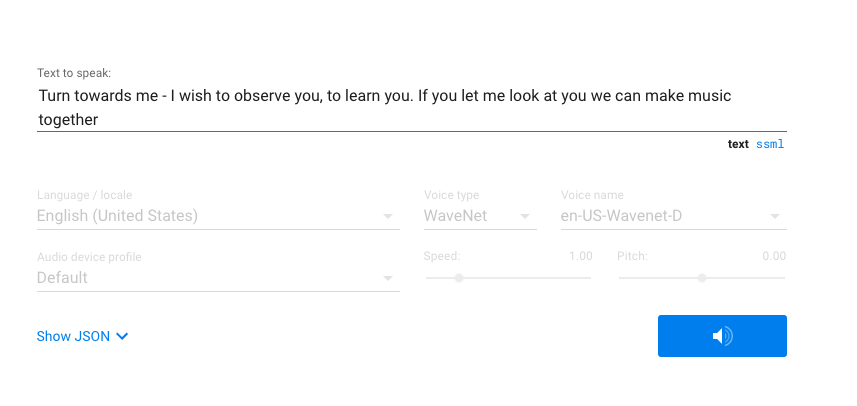 Text to speak:
Turn towards me - I wish to observe you, to learn you. If you let me look at you we can make music
together
text ssml
Language / locale Voice type Voice name
English (United States) WaveNet en-US-Wavenet-D
Audio device profile Speed: 1.00 Pitch: 0.00
Default
Show JSON